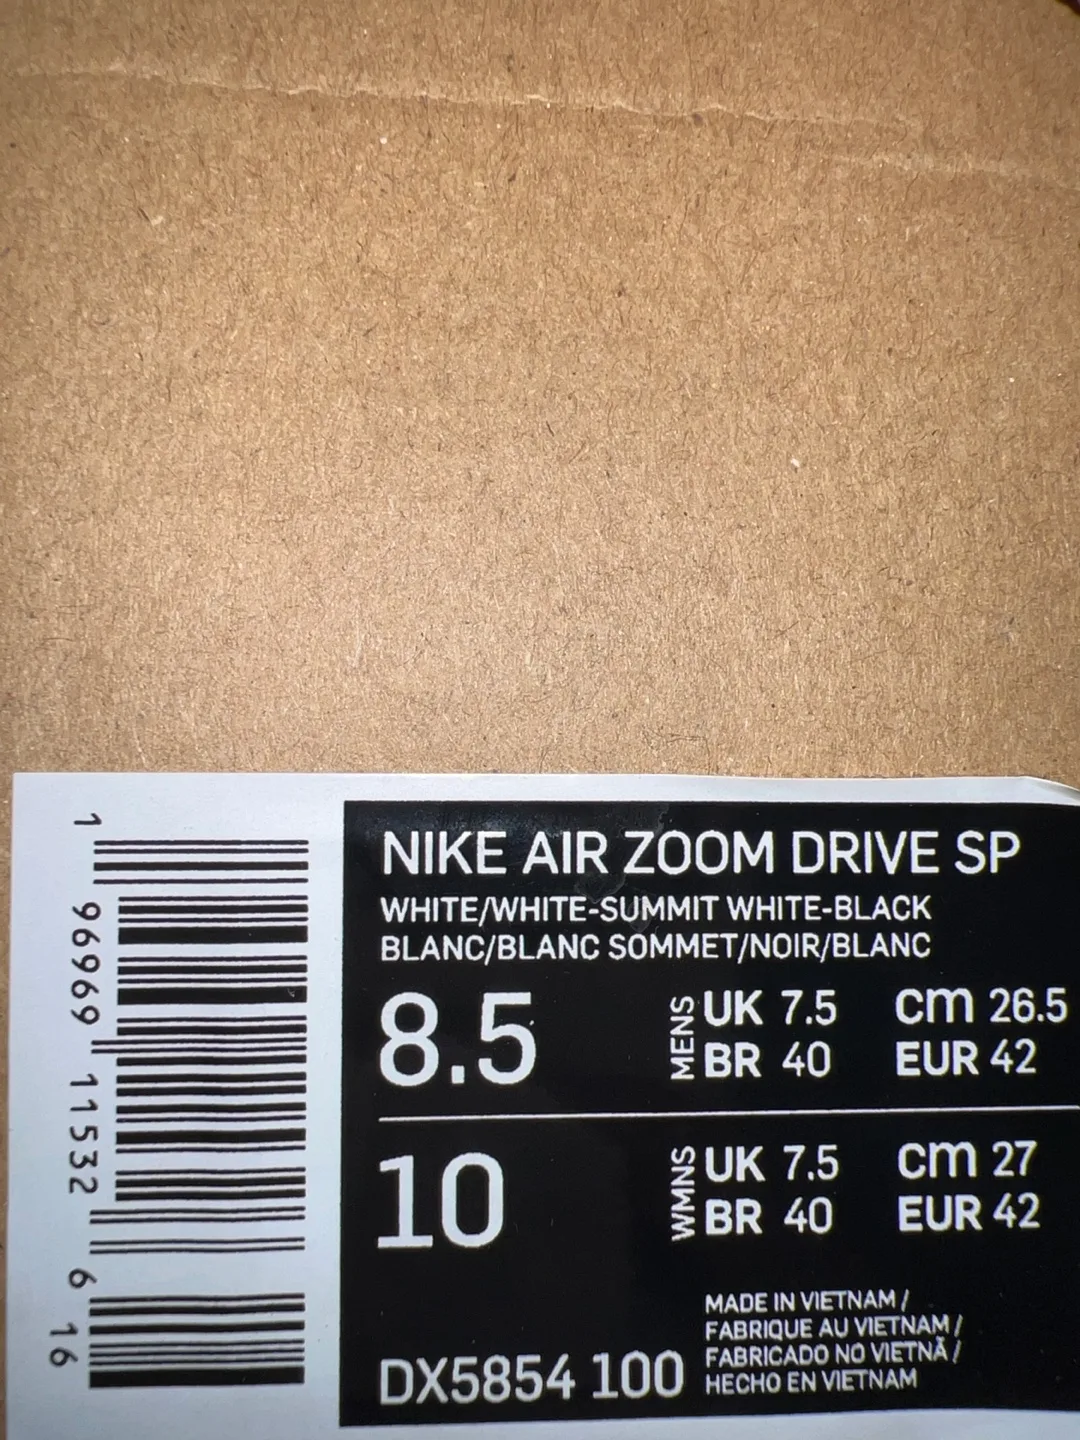 NIKE AIR ZOOM DRIVE SP
WHITE/WHITE-SUMMIT WHITE-BLACK
BLANC/BLANC SOMMET/NOIR/BLANC
8.5 MENS UK 7.5 cm 26.5
BR 40 EUR 42
10 WMNS UK 7.5 cm 27
BR 40 EUR 42
DX5854 100
MADE IN VIETNAM /
FABRIQUE AU VIETNAM /
FABRICADO NO VIETNÃ /
HECHO EN VIETNAM
1 96969 11532 6
16